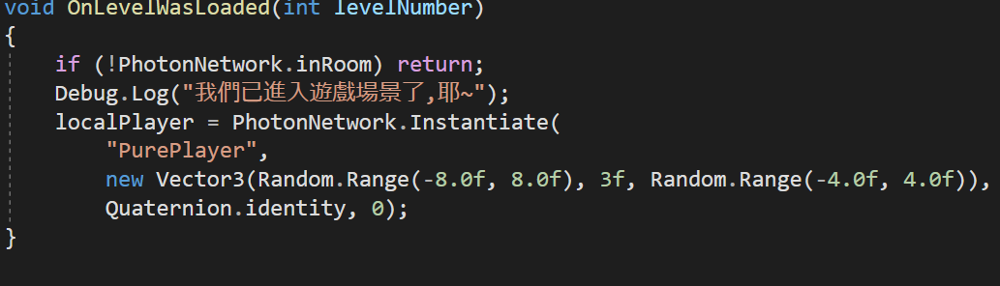 void OnLevelWasLoaded(int levelNumber)
{
if (!PhotonNetwork.inRoom) return;
Debug.Log("我們已進入遊戲場景了,耶~");
localPlayer = PhotonNetwork.Instantiate(
"PurePlayer",
new Vector3(Random.Range(-8.0f, 8.0f), 3f, Random.Range(-4.0f, 4.0f)),
Quaternion.identity, 0);
}